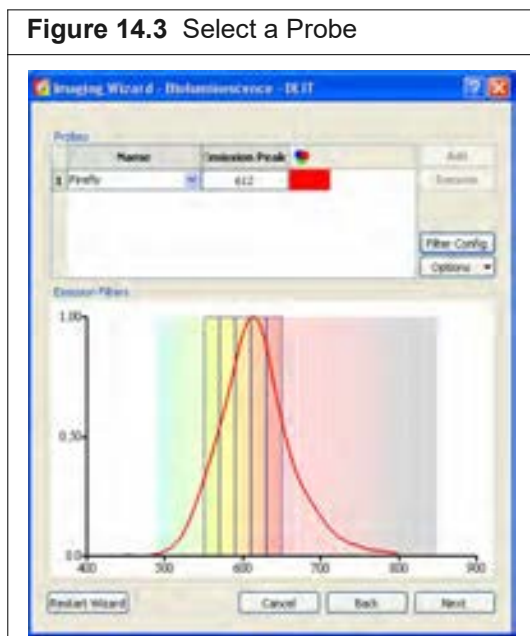 Figure 14.3 Select a Probe
Imaging Wizard - Bioluminescence - DLIT
Probes
Name Emission Peak
1 Firefly 612
Add
Remove
Filter Config
Options
Emission Filters
1.00
0.50
0.0
400 500 600 700 800 900
Restart Wizard Cancel Back Next